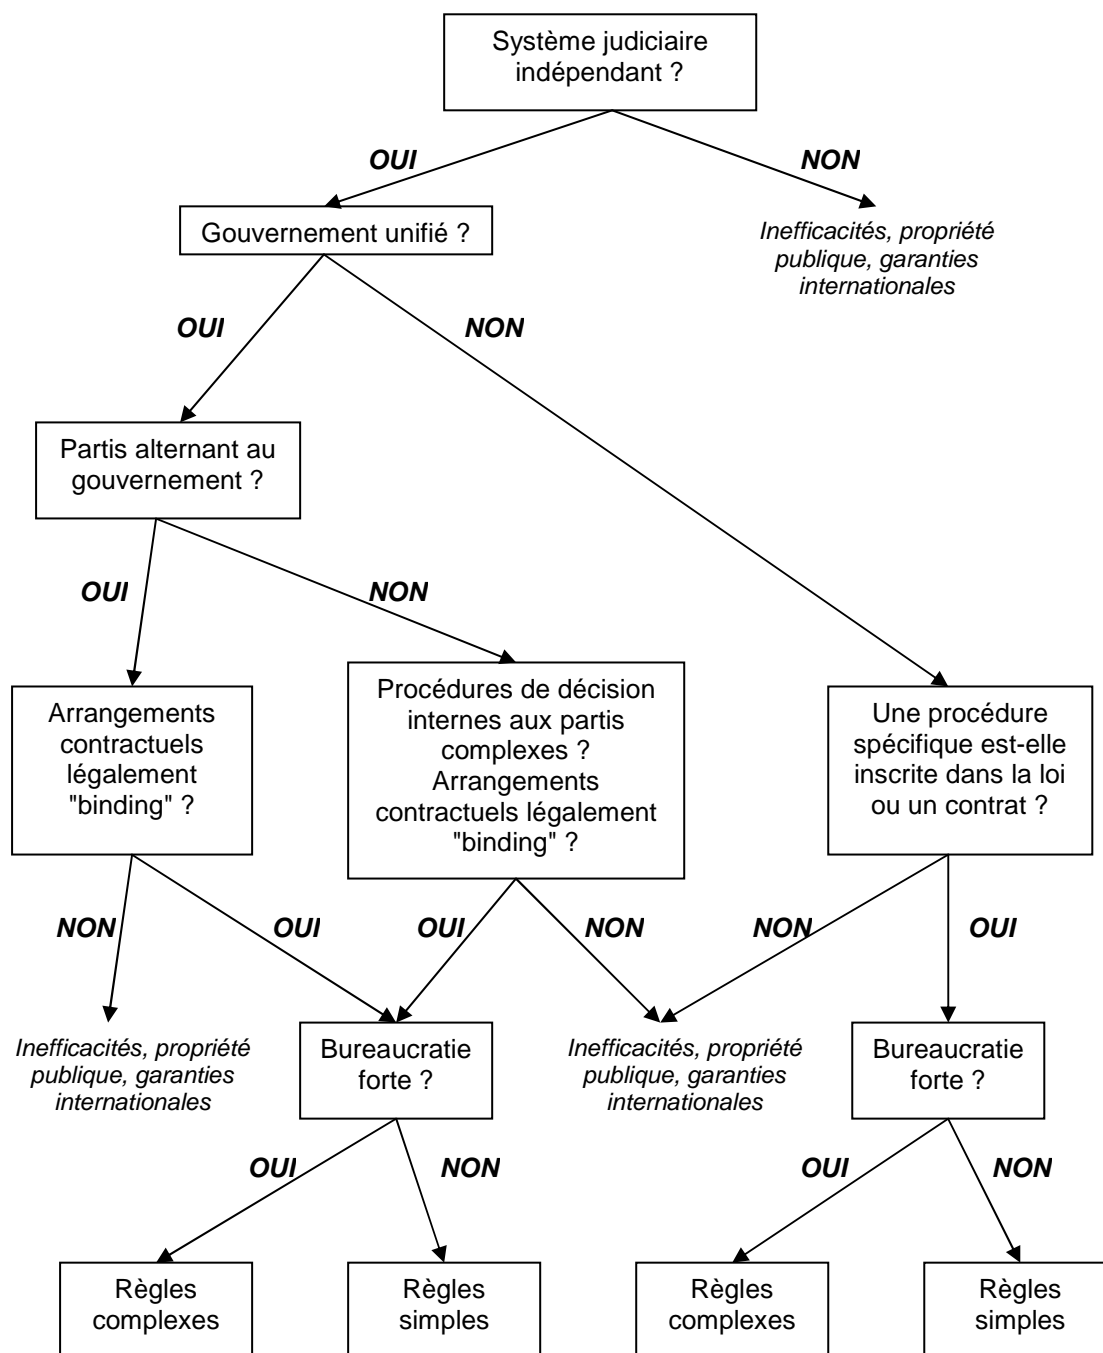 Système judiciaire
indépendant ?
OUI
NON
Gouvernement unifié ?
Inefficacités, propriété
publique, garanties
internationales
OUI
NON
Partis alternant au
gouvernement ?
OUI
NON
Arrangements
contractuels
légalement
"binding" ?
Procédures de décision
internes aux partis
complexes ?
Arrangements
contractuels légalement
"binding" ?
Une procédure
spécifique est-elle
inscrite dans la loi
ou un contrat ?
NON
OUI
OUI
NON
NON
OUI
Inefficacités, propriété
publique, garanties
internationales
Bureaucratie
forte ?
Inefficacités, propriété
publique, garanties
internationales
Bureaucratie
forte ?
OUI
NON
OUI
NON
Règles
complexes
Règles
simples
Règles
complexes
Règles
simples